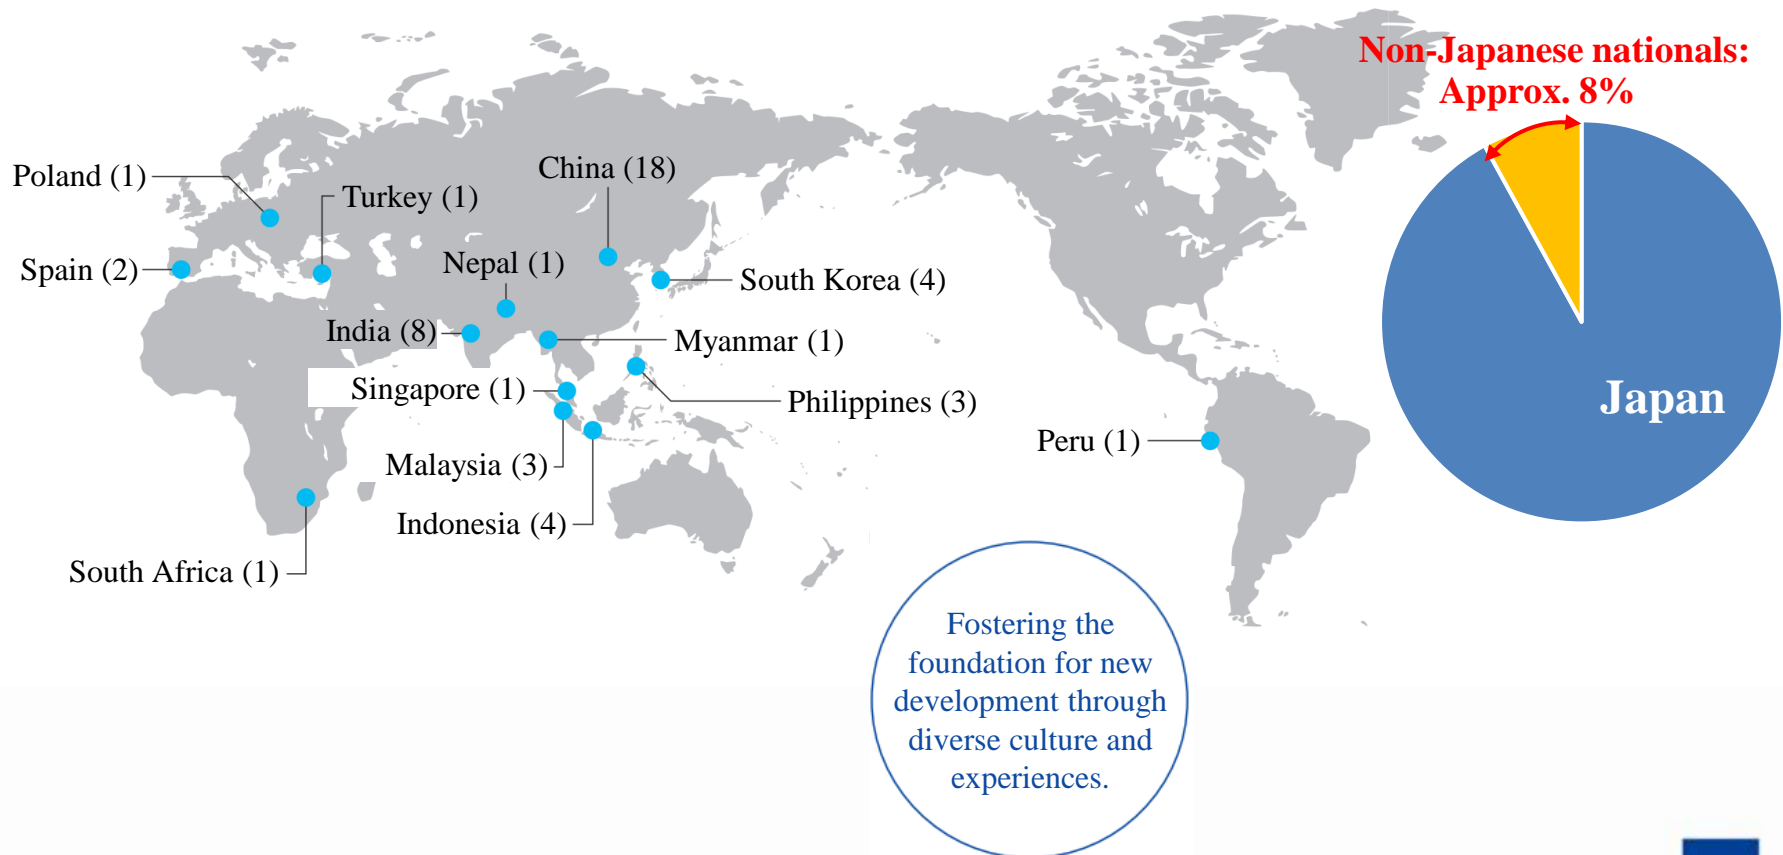 Non-Japanese nationals:
Approx. 8%
Poland (1)
Turkey (1)
China (18)
Spain (2)
Nepal (1)
South Korea (4)
India (8)
Myanmar (1)
Singapore (1)
Philippines (3)
Japan
Peru (1)
Malaysia (3)
Indonesia (4)
South Africa (1)
Fostering the
foundation for new
development through
diverse culture and
experiences.